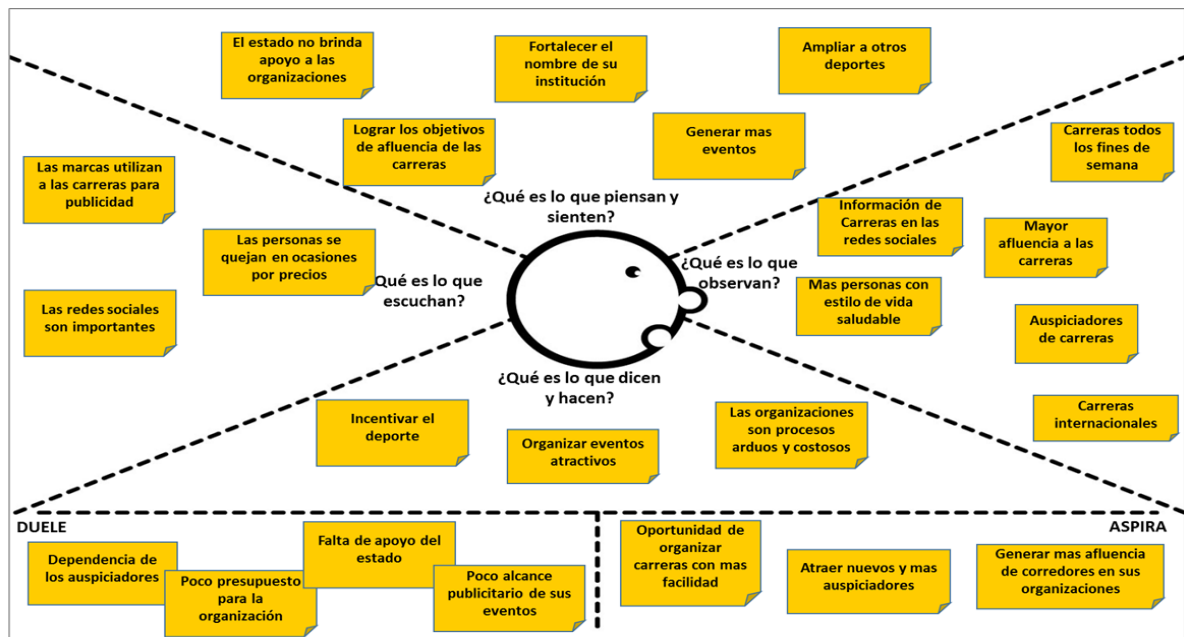 El estado no brinda
apoyo a las
organizaciones
Fortalecer el
nombre de su
institución
Ampliar a otros
deportes
Lograr los objetivos
de afluencia de las
carreras
Generar mas
eventos
¿Qué es lo que piensan y
sienten?
Las marcas utilizan
a las carreras para
publicidad
Las personas se
quejan en ocasiones
por precios
Las redes sociales
son importantes
Qué es lo que
escuchan?
¿Qué es lo que
observan?
Carreras todos
los fines de
semana
Información de
Carreras en las
redes sociales
Mayor
afluencia a las
carreras
Mas personas con
estilo de vida
saludable
Auspiciadores
de carreras
Carreras
internacionales
¿Qué es lo que dicen
y hacen?
Incentivar el
deporte
Organizar eventos
atractivos
Las organizaciones
son procesos
arduos y costosos
DUELE
Dependencia de
los auspiciadores
Poco presupuesto
para la
organización
Falta de apoyo del
estado
Poco alcance
publicitario de sus
eventos
ASPIRA
Oportunidad de
organizar
carreras con mas
facilidad
Atraer nuevos y mas
auspiciadores
Generar mas afluencia
de corredores en sus
organizaciones